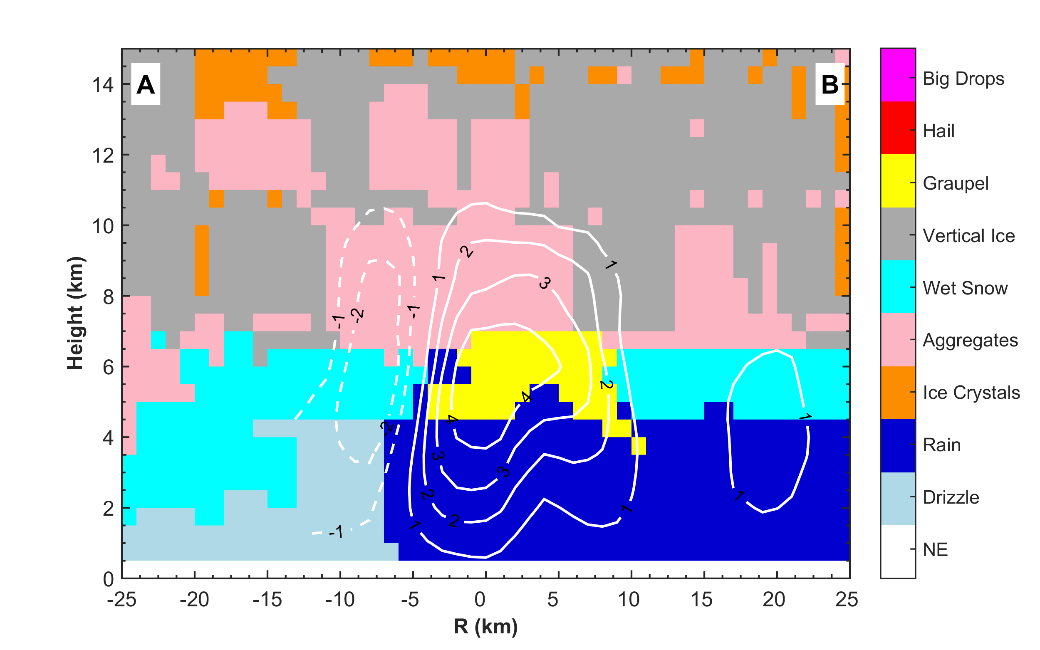 A
B
14
12
10
8
6
4
2
0
Height (km)
-25
-20
-15
-10
-5
0
5
10
15
20
25
R (km)
2
1
1
3
-1
-1
-2
2
4
4
-2
1
3
3
2
1
2
1
1
-1
Big Drops
Hail
Graupel
Vertical Ice
Wet Snow
Aggregates
Ice Crystals
Rain
Drizzle
NE